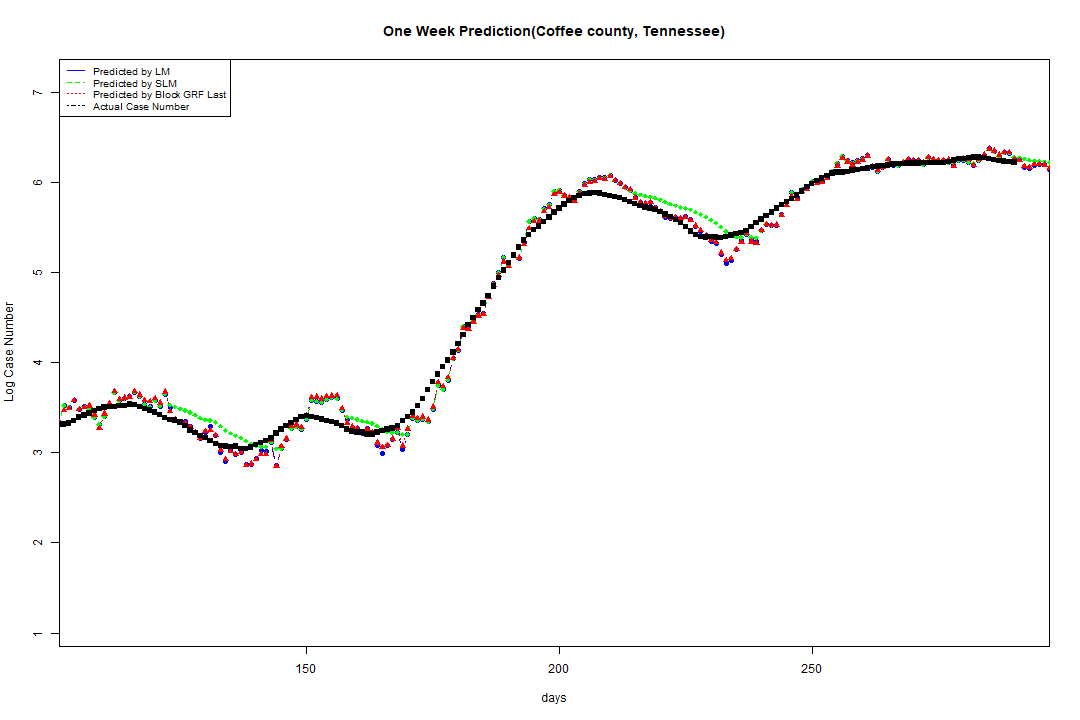 One Week Prediction(Coffee county, Tennessee)
Predicted by LM
Predicted by SLM
Predicted by Block GRF Last
Actual Case Number
7
6
5
4
3
2
1
Log Case Number
150
200
250
days